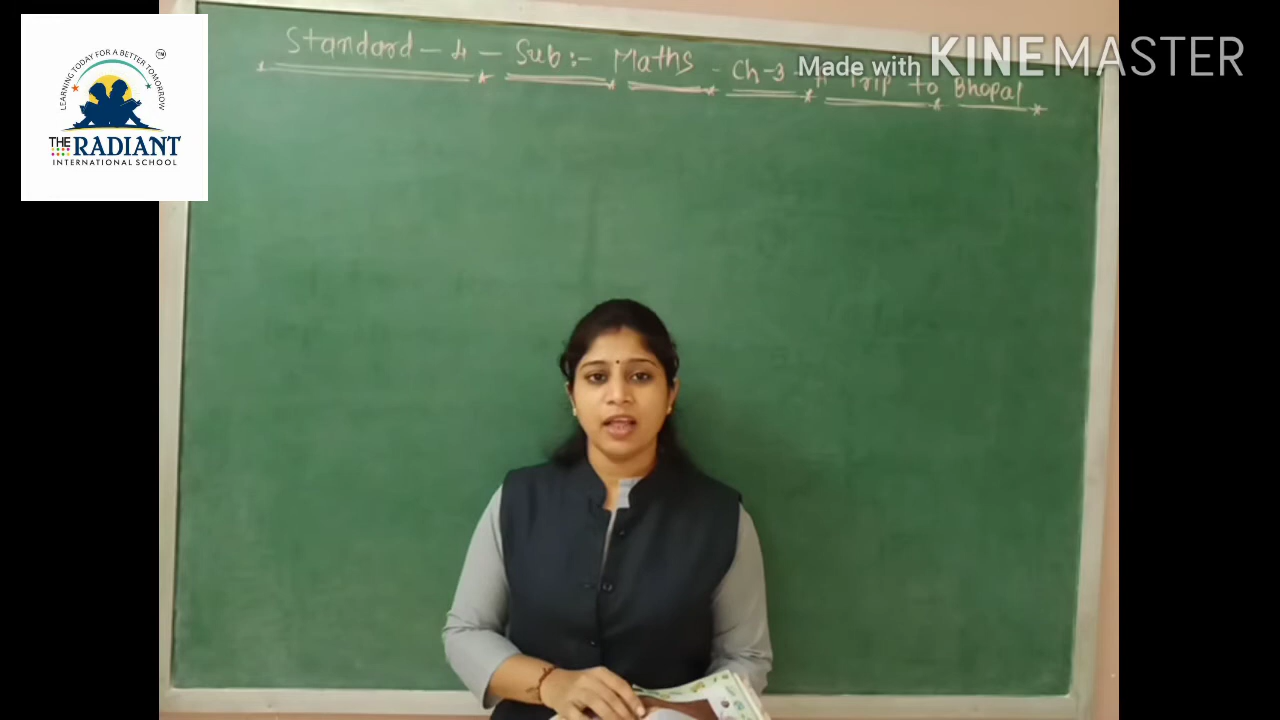 Standard - 4 - Sub:- Maths - Ch-3 - A Trip to Bhopal
Made with KINEMASTER
LEARNING TODAY FOR A BETTER TOMORROW
TM
THE RADIANT
INTERNATIONAL SCHOOL